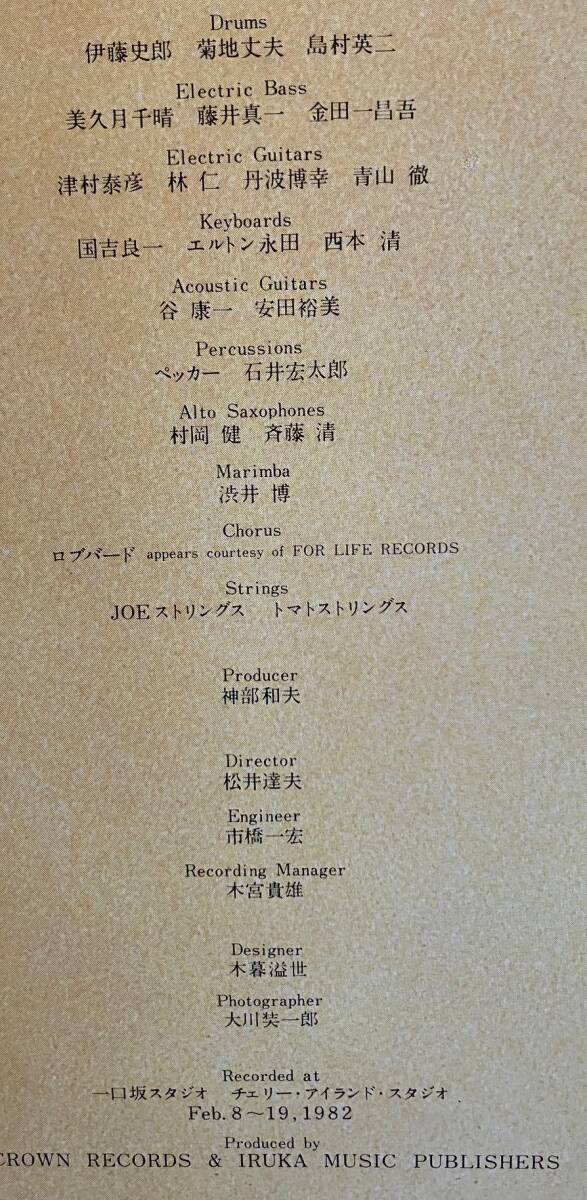 Drums
伊藤史郎 菊地丈夫 島村英二
Electric Bass
美久月千晴 藤井真一 金田一昌吾
Electric Guitars
津村泰彦 林 仁 丹波博幸 青山 徹
Keyboards
国吉良一 エルトン永田 西本 清
Acoustic Guitars
谷 康一 安田裕美
Percussions
ペッカー 石井宏太郎
Alto Saxophones
村岡 健 斉藤 清
Marimba
渋井 博
Chorus
ロブバード appears courtesy of FOR LIFE RECORDS
Strings
JOEストリングス トマトストリングス
Producer
神部和夫
Director
松井達夫
Engineer
市橋一宏
Recording Manager
木宮貴雄
Designer
木暮溢世
Photographer
大川奘一郎
Recorded at
一口坂スタジオ チェリー・アイランド・スタジオ
Feb. 8〜19, 1982
Produced by
CROWN RECORDS & IRUKA MUSIC PUBLISHERS